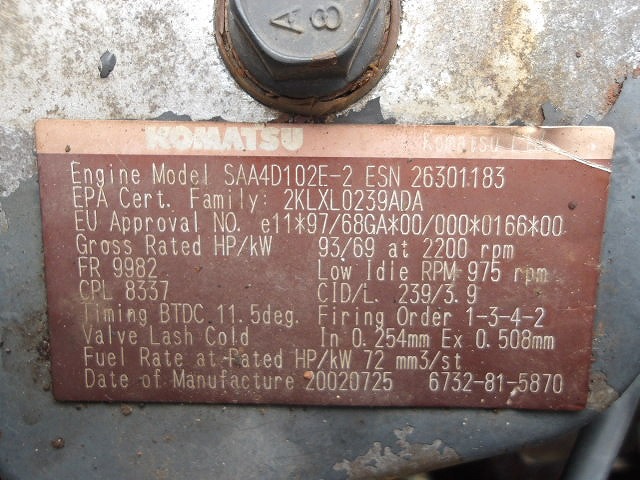 A
8
KOMATSU Komatsu
Engine Model SAA4D102E-2 ESN 26301183
EPA Cert. Family: 2KLXL0239ADA
EU Approval NO. e11*97/68GA*00/000*0166*00
Gross Rated HP/kW 93/69 at 2200 rpm
FR 9982 Low Idle RPM 975 rpm
CPL 8337 CID/L. 239/3.9
Timing BTDC 11.5deg. Firing Order 1-3-4-2
Valve Lash Cold In 0.254mm Ex 0.508mm
Fuel Rate at Rated HP/kW 72 mm3/st
Date of Manufacture 20020725 6732-81-5870